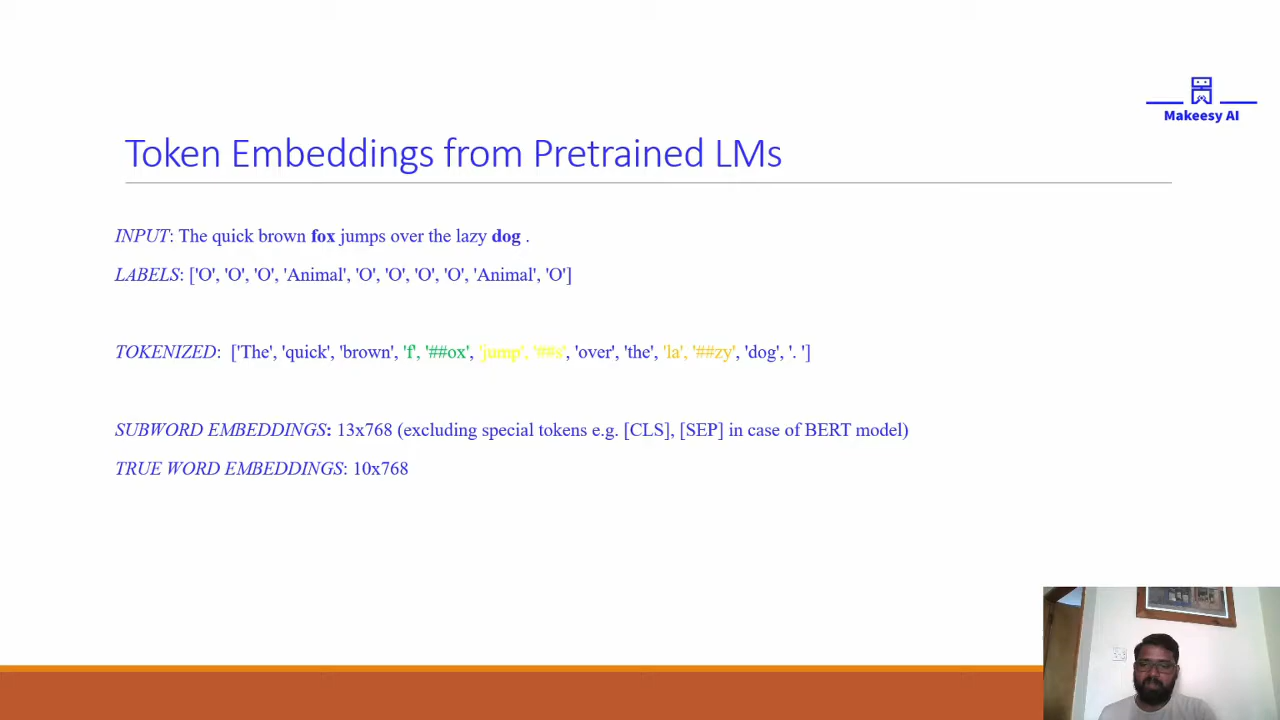 Makeesy AI
Token Embeddings from Pretrained LMs
INPUT: The quick brown fox jumps over the lazy dog .
LABELS: ['O', 'O', 'O', 'Animal', 'O', 'O', 'O', 'O', 'Animal', 'O']
TOKENIZED: ['The', 'quick', 'brown', 'f', '##ox', 'jump', '##s', 'over', 'the', 'la', '##zy', 'dog', '. ']
SUBWORD EMBEDDINGS: 13x768 (excluding special tokens e.g. [CLS], [SEP] in case of BERT model)
TRUE WORD EMBEDDINGS: 10x768